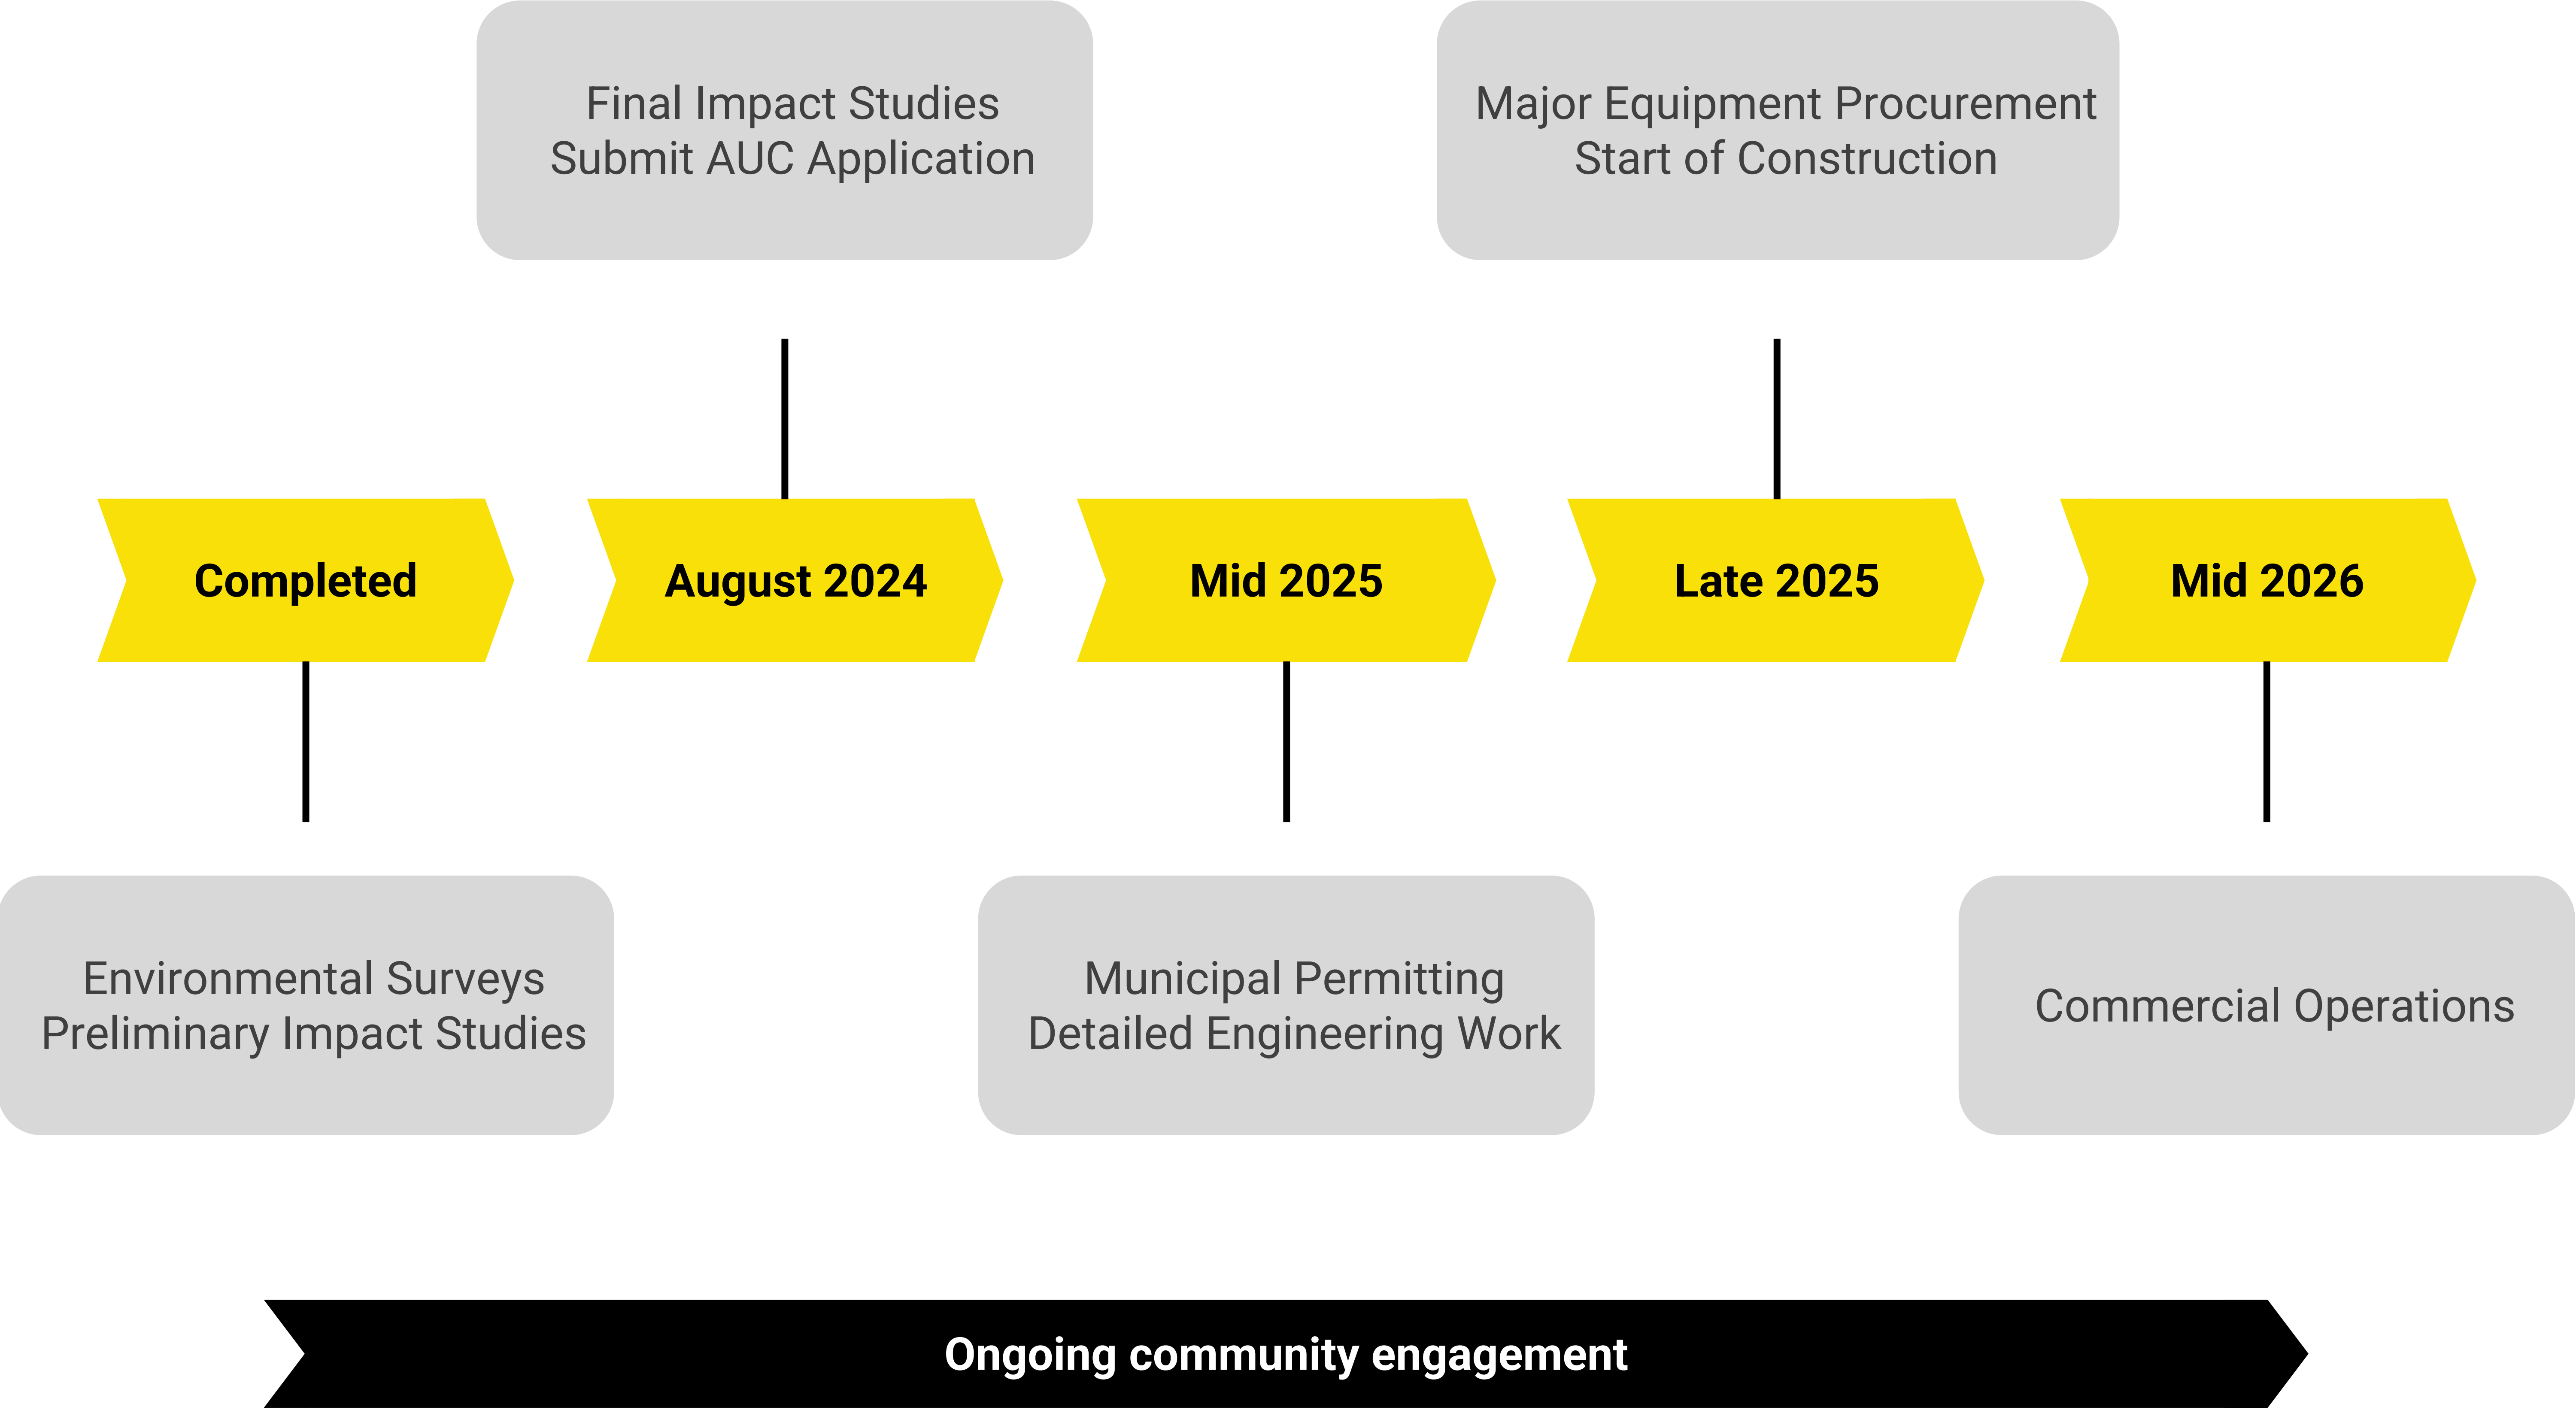 Final Impact Studies
Submit AUC Application
Major Equipment Procurement
Start of Construction
Completed
August 2024
Mid 2025
Late 2025
Mid 2026
Environmental Surveys
Preliminary Impact Studies
Municipal Permitting
Detailed Engineering Work
Commercial Operations
Ongoing community engagement